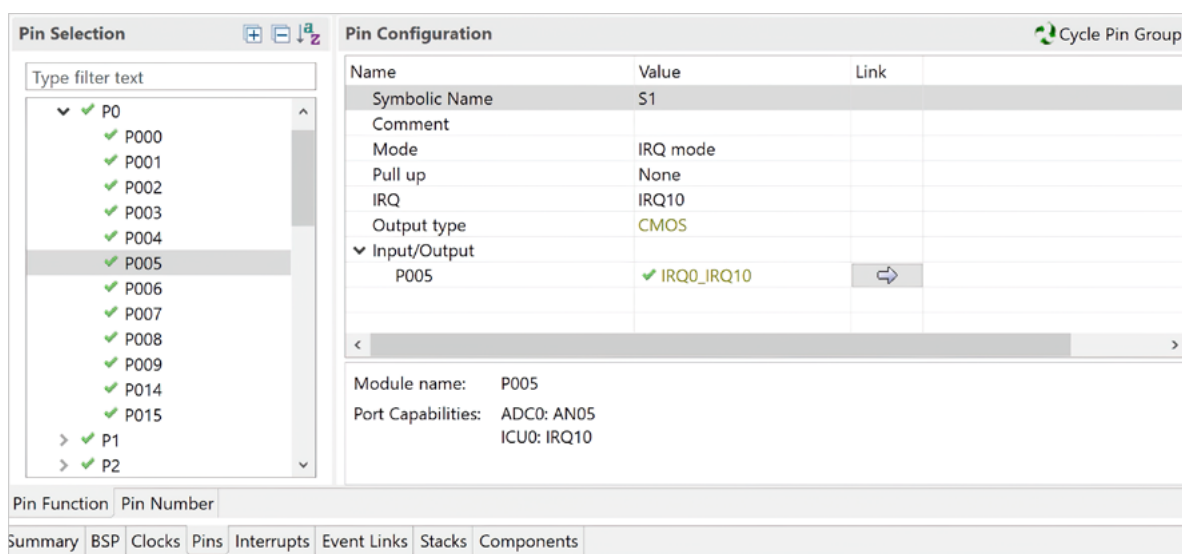 Pin Selection
Type filter text
P0
P000
P001
P002
P003
P004
P005
P006
P007
P008
P009
P014
P015
P1
P2
Pin Configuration
Cycle Pin Group
Name Value Link
Symbolic Name S1
Comment
Mode IRQ mode
Pull up None
IRQ IRQ10
Output type CMOS
Input/Output
P005 IRQ0_IRQ10
Module name: P005
Port Capabilities: ADC0: AN05
ICU0: IRQ10
Pin Function Pin Number
Summary BSP Clocks Pins Interrupts Event Links Stacks Components